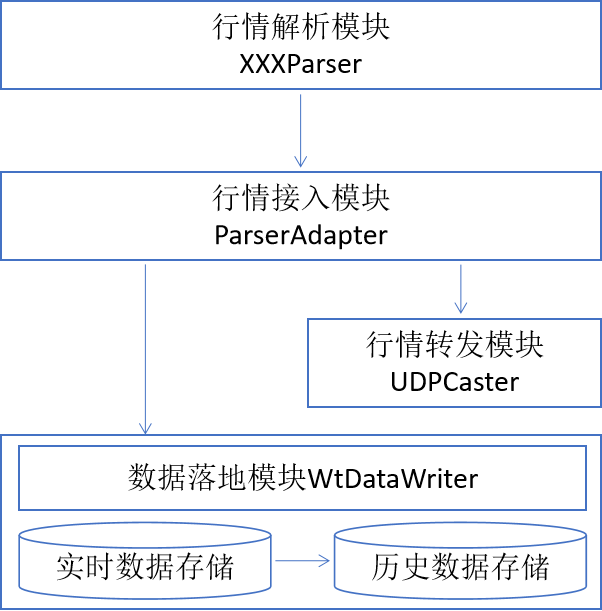 行情解析模块
XXXParser
行情接入模块
ParserAdapter
行情转发模块
UDPCaster
数据落地模块WtDataWriter
实时数据存储
历史数据存储